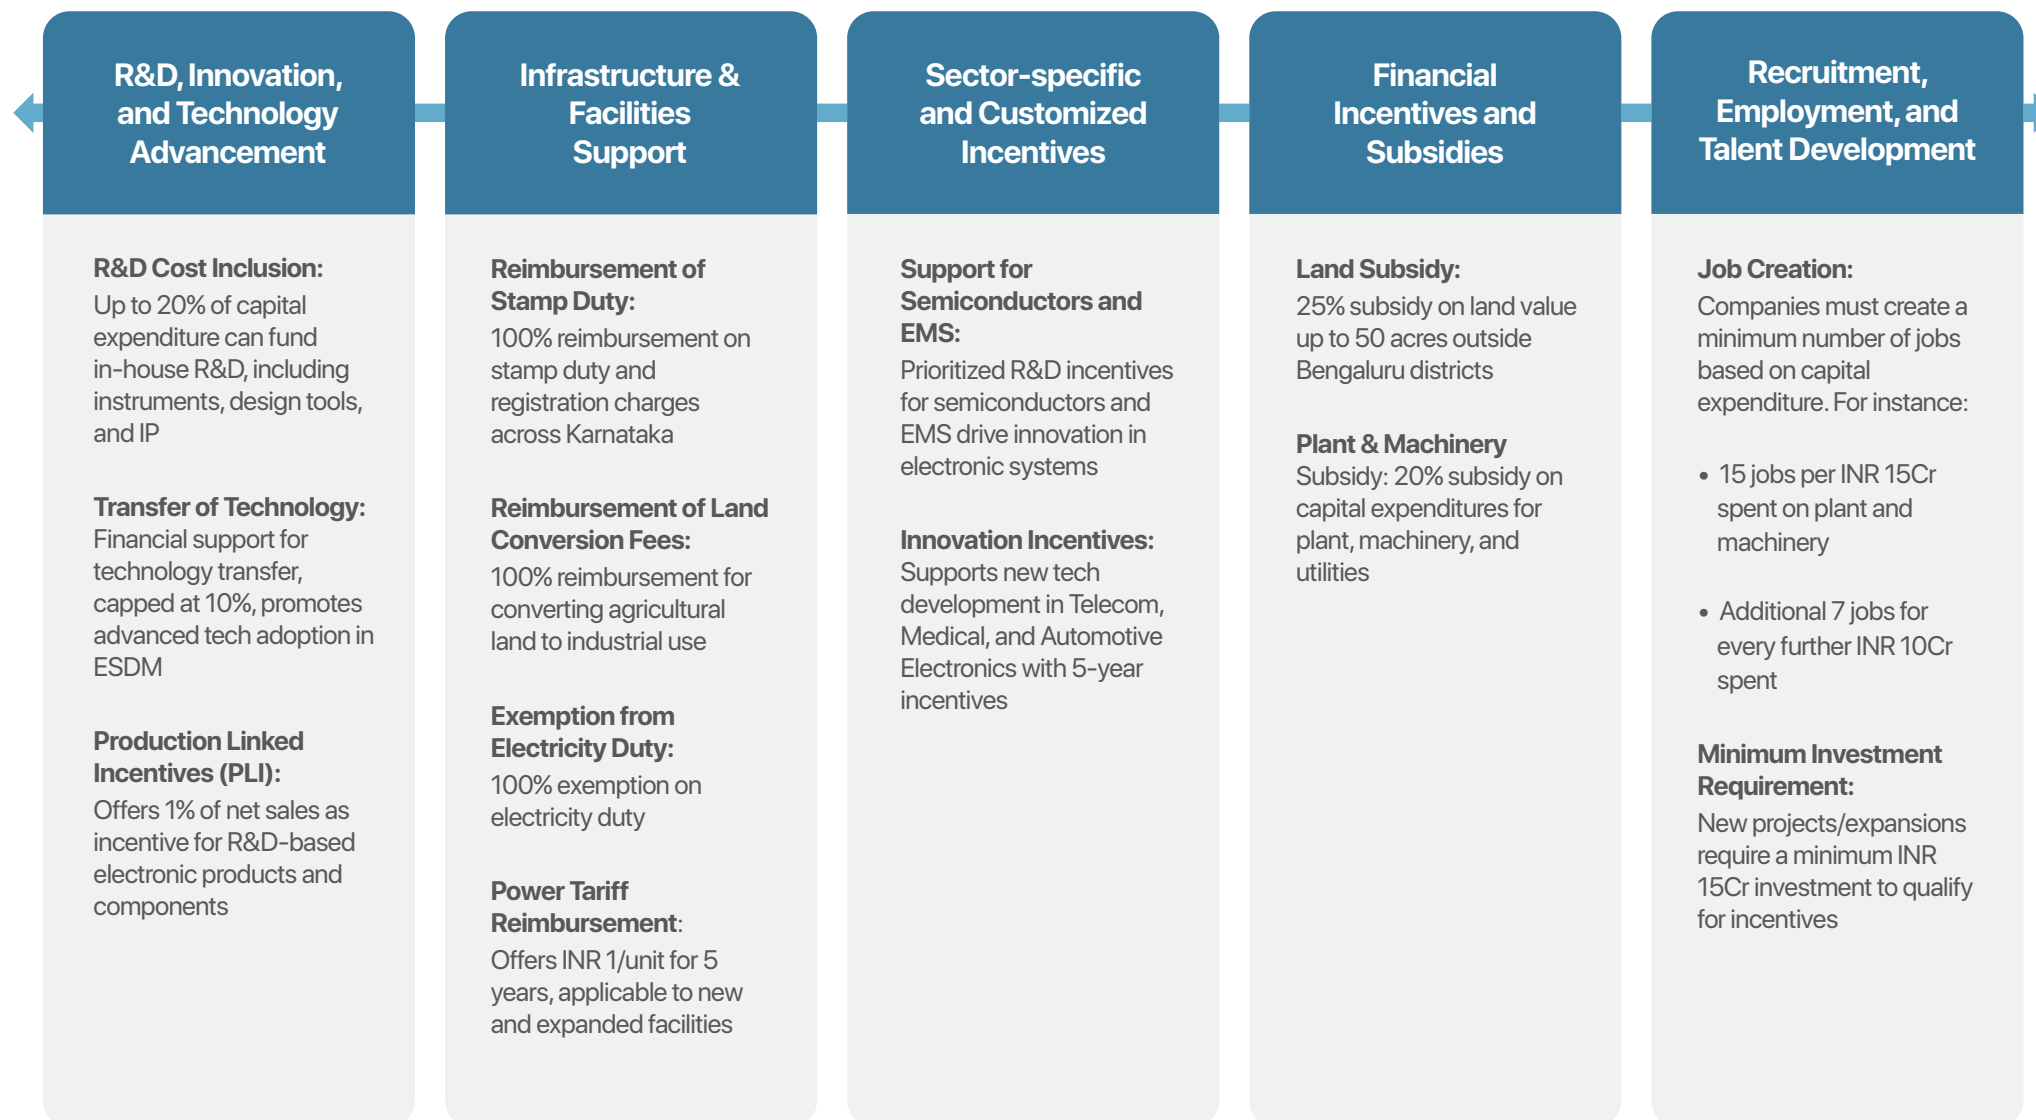 R&D, Innovation,
and Technology
Advancement
R&D Cost Inclusion:
Up to 20% of capital
expenditure can fund
in-house R&D, including
instruments, design tools,
and IP
Transfer of Technology:
Financial support for
technology transfer,
capped at 10%, promotes
advanced tech adoption in
ESDM
Production Linked
Incentives (PLI):
Offers 1% of net sales as
incentive for R&D-based
electronic products and
components
Infrastructure &
Facilities
Support
Reimbursement of
Stamp Duty:
100% reimbursement on
stamp duty and
registration charges
across Karnataka
Reimbursement of Land
Conversion Fees:
100% reimbursement for
converting agricultural
land to industrial use
Exemption from
Electricity Duty:
100% exemption on
electricity duty
Power Tariff
Reimbursement:
Offers INR 1/unit for 5
years, applicable to new
and expanded facilities
Sector-specific
and Customized
Incentives
Support for
Semiconductors and
EMS:
Prioritized R&D incentives
for semiconductors and
EMS drive innovation in
electronic systems
Innovation Incentives:
Supports new tech
development in Telecom,
Medical, and Automotive
Electronics with 5-year
incentives
Financial
Incentives and
Subsidies
Land Subsidy:
25% subsidy on land value
up to 50 acres outside
Bengaluru districts
Plant & Machinery
Subsidy: 20% subsidy on
capital expenditures for
plant, machinery, and
utilities
Recruitment,
Employment, and
Talent Development
Job Creation:
Companies must create a
minimum number of jobs
based on capital
expenditure. For instance:
• 15 jobs per INR 15Cr
spent on plant and
machinery
• Additional 7 jobs for
every further INR 10Cr
spent
Minimum Investment
Requirement:
New projects/expansions
require a minimum INR
15Cr investment to qualify
for incentives